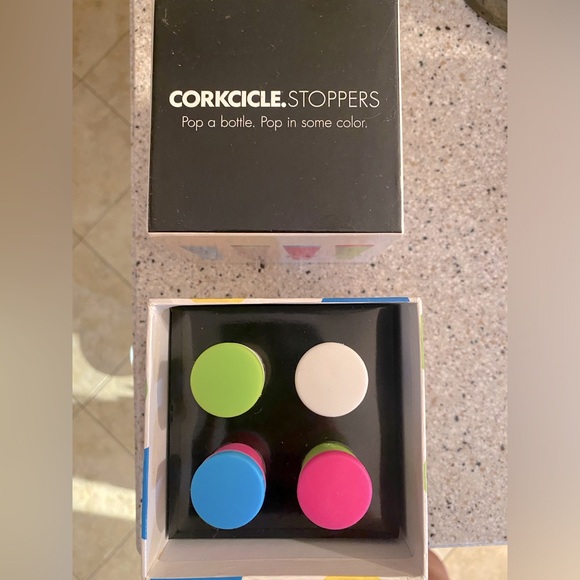 CORKCICLE.STOPPERS
Pop a bottle. Pop in some color.